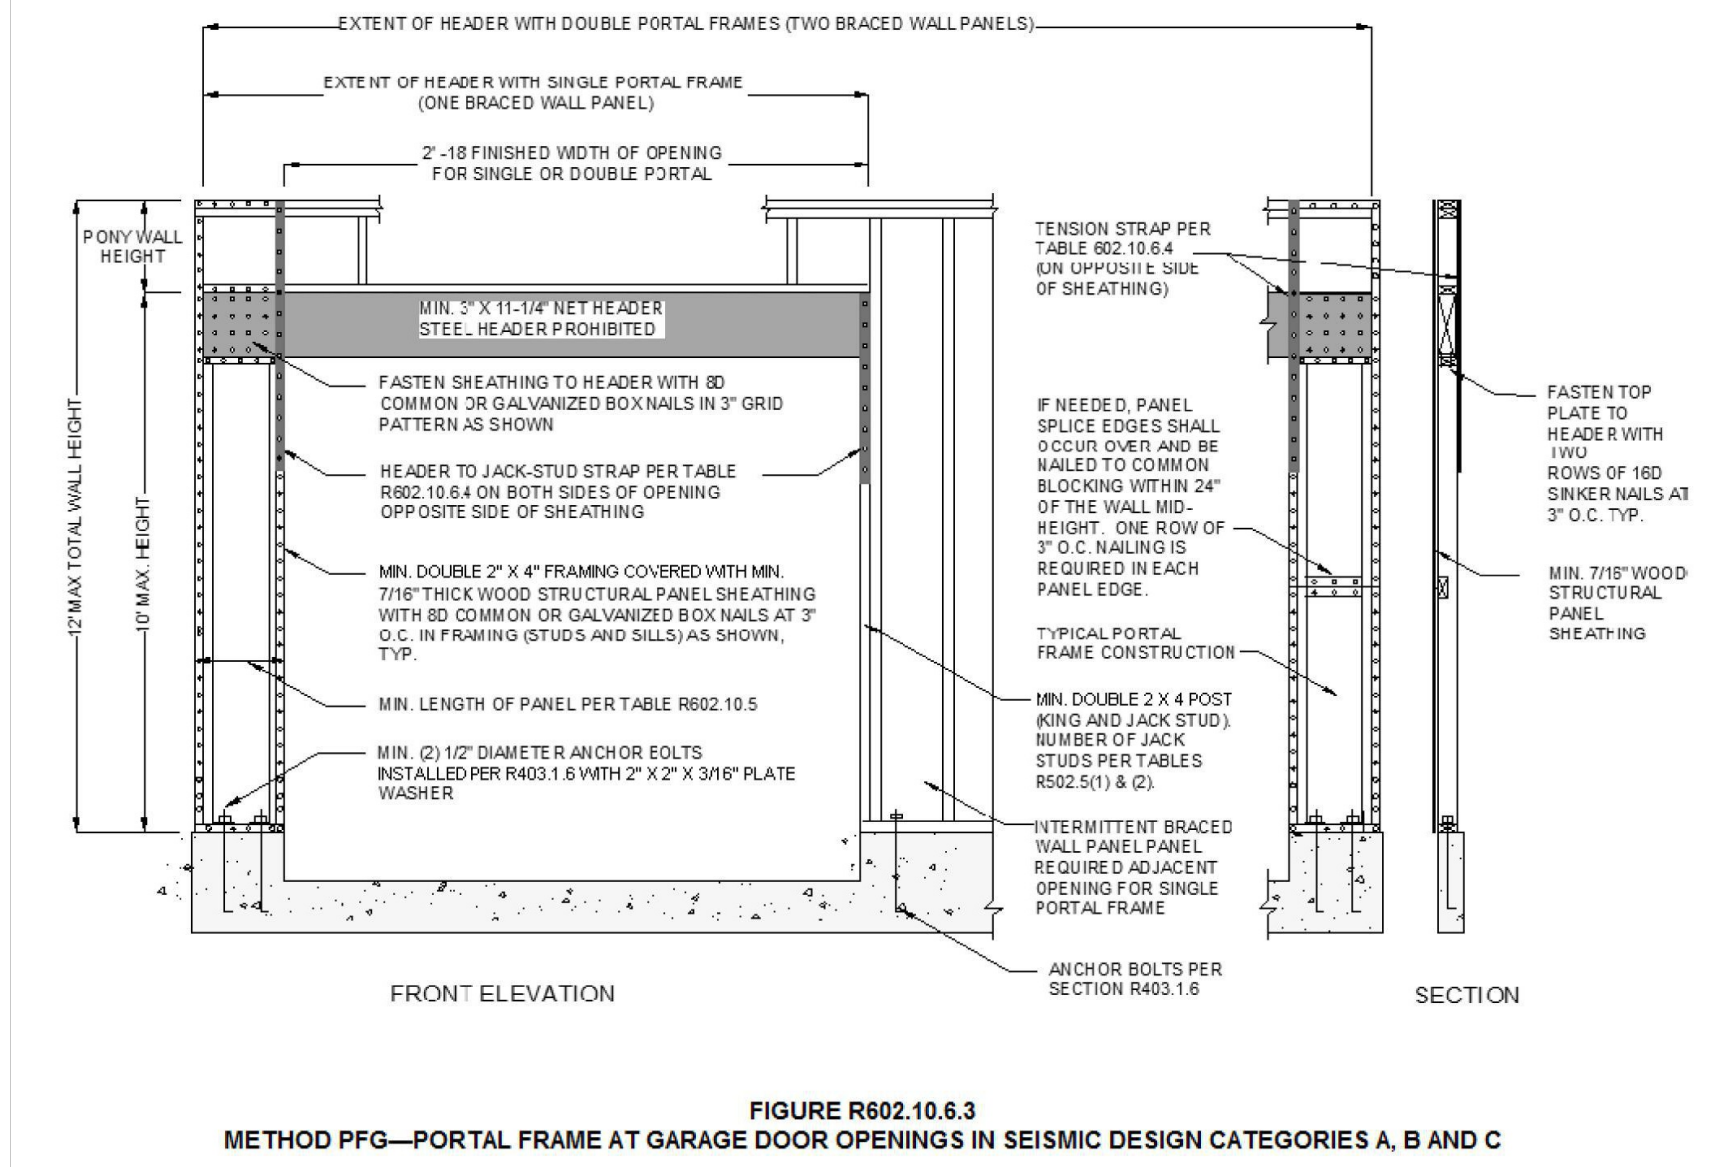 EXTENT OF HEADER WITH DOUBLE PORTAL FRAMES (TWO BRACED WALL PANELS)
EXTENT OF HEADER WITH SINGLE PORTAL FRAME
(ONE BRACED WALL PANEL)
2' -18 FINISHED WIDTH OF OPENING
FOR SINGLE OR DOUBLE PORTAL
PONY WALL
HEIGHT
12' MAX TOTAL WALL HEIGHT
10' MAX. HEIGHT
MIN. 3" X 11-1/4" NET HEADER
STEEL HEADER PROHIBITED
FASTEN SHEATHING TO HEADER WITH 8D
COMMON OR GALVANIZED BOX NAILS IN 3" GRID
PATTERN AS SHOWN
HEADER TO JACK-STUD STRAP PER TABLE
R602.10.6.4 ON BOTH SIDES OF OPENING
OPPOSITE SIDE OF SHEATHING
MIN. DOUBLE 2" X 4" FRAMING COVERED WITH MIN.
7/16" THICK WOOD STRUCTURAL PANEL SHEATHING
WITH 8D COMMON OR GALVANIZED BOX NAILS AT 3"
O.C. IN FRAMING (STUDS AND SILLS) AS SHOWN,
TYP.
MIN. LENGTH OF PANEL PER TABLE R602.10.5
MIN. (2) 1/2" DIAMETER ANCHOR BOLTS
INSTALLED PER R403.1.6 WITH 2" X 2" X 3/16" PLATE
WASHER
TENSION STRAP PER
TABLE 602.10.6.4
(ON OPPOSITE SIDE
OF SHEATHING)
IF NEEDED, PANEL
SPLICE EDGES SHALL
OCCUR OVER AND BE
NAILED TO COMMON
BLOCKING WITHIN 24"
OF THE WALL MID-
HEIGHT. ONE ROW OF
3" O.C. NAILING IS
REQUIRED IN EACH
PANEL EDGE.
TYPICAL PORTAL
FRAME CONSTRUCTION
MIN. DOUBLE 2 X 4 POST
(KING AND JACK STUD).
NUMBER OF JACK
STUDS PER TABLES
R502.5(1) & (2).
INTERMITTENT BRACED
WALL PANEL PANEL
REQUIRED ADJACENT
OPENING FOR SINGLE
PORTAL FRAME
ANCHOR BOLTS PER
SECTION R403.1.6
FASTEN TOP
PLATE TO
HEADER WITH
TWO
ROWS OF 16D
SINKER NAILS AT
3" O.C. TYP.
MIN. 7/16" WOOD
STRUCTURAL
PANEL
SHEATHING
FRONT ELEVATION
SECTION
FIGURE R602.10.6.3
METHOD PFG—PORTAL FRAME AT GARAGE DOOR OPENINGS IN SEISMIC DESIGN CATEGORIES A, B AND C